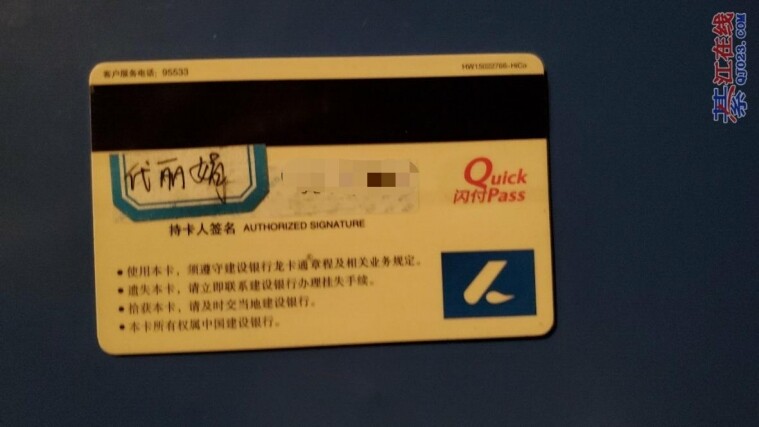 客户服务电话: 95533
HW15022766-HiCo
代丽娟
Quick
闪付Pass
持卡人签名 AUTHORIZED SIGNATURE
●使用本卡，须遵守建设银行龙卡通章程及相关业务规定。
●遗失本卡，请立即联系建设银行办理挂失手续。
●拾获本卡，请及时交当地建设银行。
●本卡所有权属中国建设银行。
綦江在线
QJ023.COM